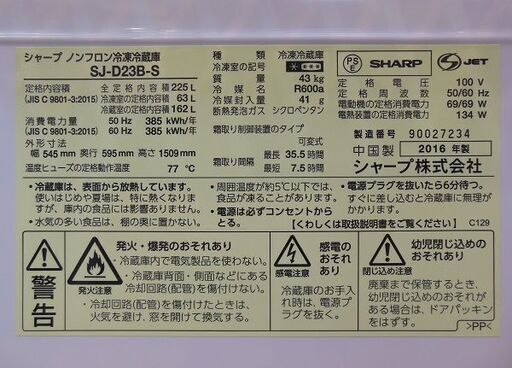 シャープ ノンフロン冷凍冷蔵庫
SJ-D23B-S
定格内容積 全定格内容積 225 L
(JIS C 9801-3:2015) 冷凍室の定格内容積 63 L
冷蔵室の定格内容積 162 L
消費電力量 50 Hz 385 kWh/年
(JIS C 9801-3:2015) 60 Hz 385 kWh/年
外形寸法
幅 545 mm 奥行 595 mm 高さ 1509 mm
温度ヒューズの定格動作温度 77 ℃
種類 冷凍冷蔵庫
冷凍室の記号
質量 43 kg
冷媒名 R600a
冷媒封入量 41 g
断熱発泡ガス シクロペンタン
霜取り制御装置のタイプ
可変式
霜取り間隔 最長 35.5 時間
最短 7.5 時間
PS
E
SHARP
JET
定格電圧 100 V
定格周波数 50/60 Hz
電動機の定格消費電力 69/69 W
電熱装置の定格消費電力 134 W
製造番号 90027234
中国製 2016 年製
シャープ株式会社
•冷蔵庫は、表面から放熱しています。
使いはじめや夏場は、特に熱くなりま
すが、庫内の食品には影響ありません。
•水気の多い食品は、棚の奥に置かない。
•周囲温度が約5℃以下では、
食品が凍ることがあります。
•電源は必ずコンセントから
とる。
•電源プラグを抜いたら6分待つ。
すぐに差し込むと冷蔵庫が運転し
ないことがあります。
【くわしくは取扱説明書をご覧ください】
C129
警告
発火・爆発のおそれあり
•冷蔵庫内で電気製品を使わない。
•冷蔵庫背面・側面などにある
冷却回路(配管)を傷付けない
•冷却回路(配管)を傷付けたときは、
火気を避け、窓を開けて換気する。
発火注意
感電の
おそれあり
感電注意
冷蔵庫のお手入
れ時は、電源プ
ラグを抜く。
幼児閉じ込め
のおそれあり
閉じ込め注意
廃棄まで保管するとき、
幼児閉じ込めのおそれが
ある場合は、ドアパッキン
をはずす。
>PP<